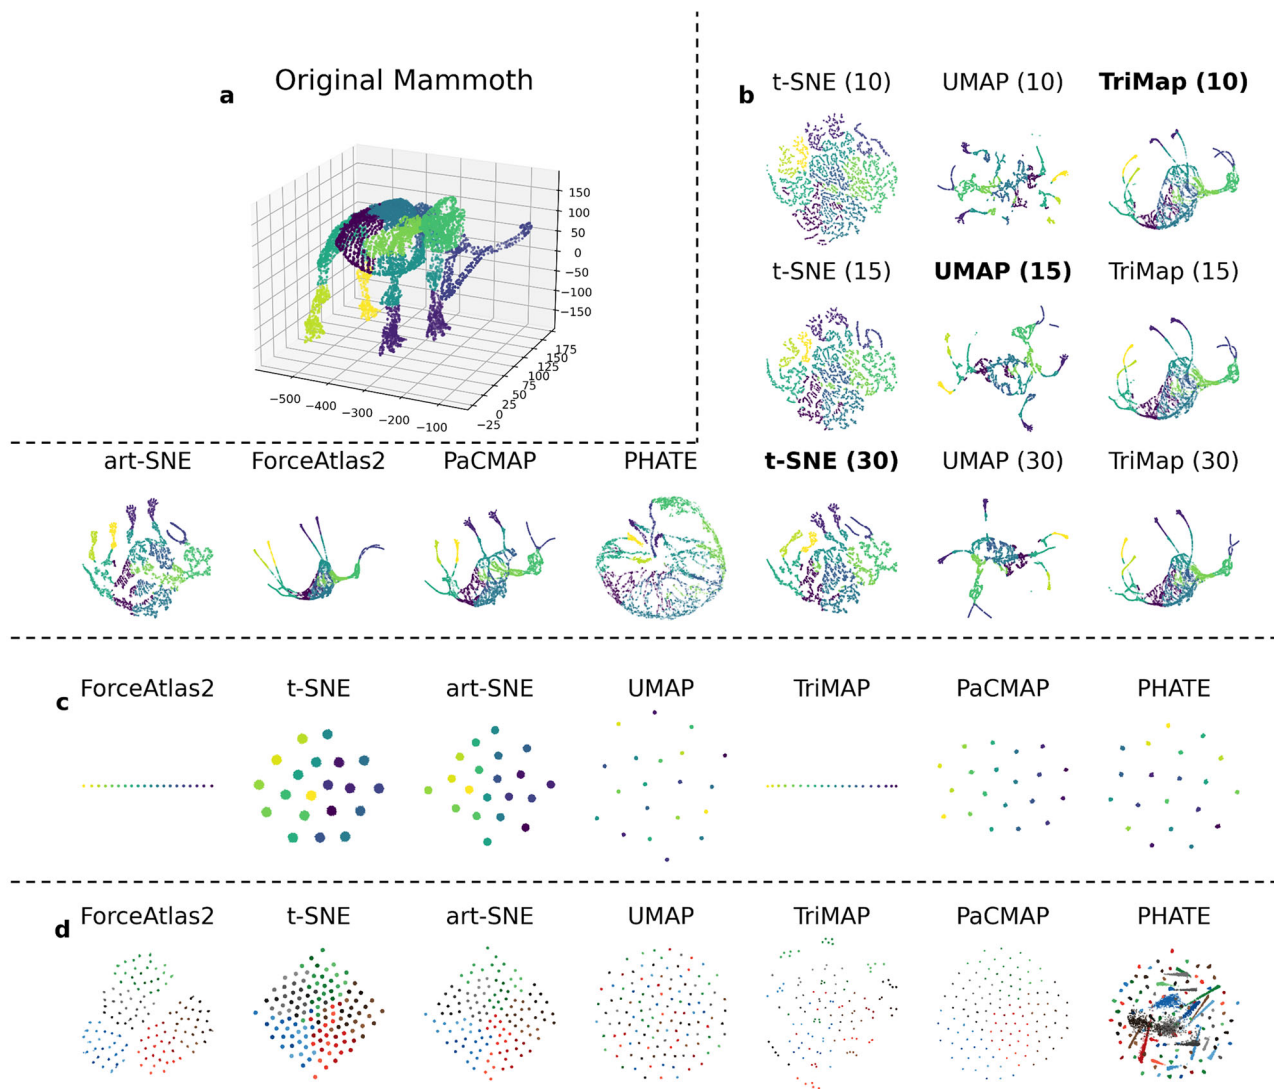 Original Mammoth
a
b
t-SNE (10) UMAP (10) TriMap (10)
150
100
50
0
−50
−100
−150
175
150
125
100
75
50
25
0
−25
−500 −400 −300 −200 −100
t-SNE (15) UMAP (15) TriMap (15)
art-SNE ForceAtlas2 PaCMAP PHATE t-SNE (30) UMAP (30) TriMap (30)
c
ForceAtlas2 t-SNE art-SNE UMAP TriMAP PaCMAP PHATE
d
ForceAtlas2 t-SNE art-SNE UMAP TriMAP PaCMAP PHATE